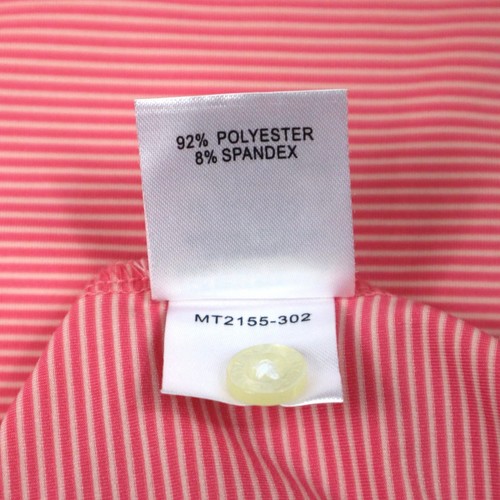 92% POLYESTER
8% SPANDEX
MT2155-302